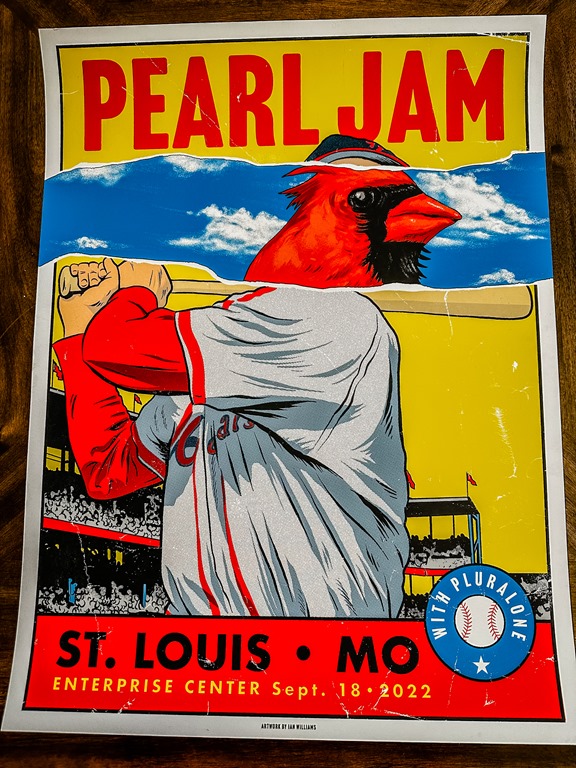 PEARL JAM
WITH PLURALONE
ST. LOUIS • MO
ENTERPRISE CENTER Sept. 18 • 2022
ARTWORK BY IAN WILLIAMS